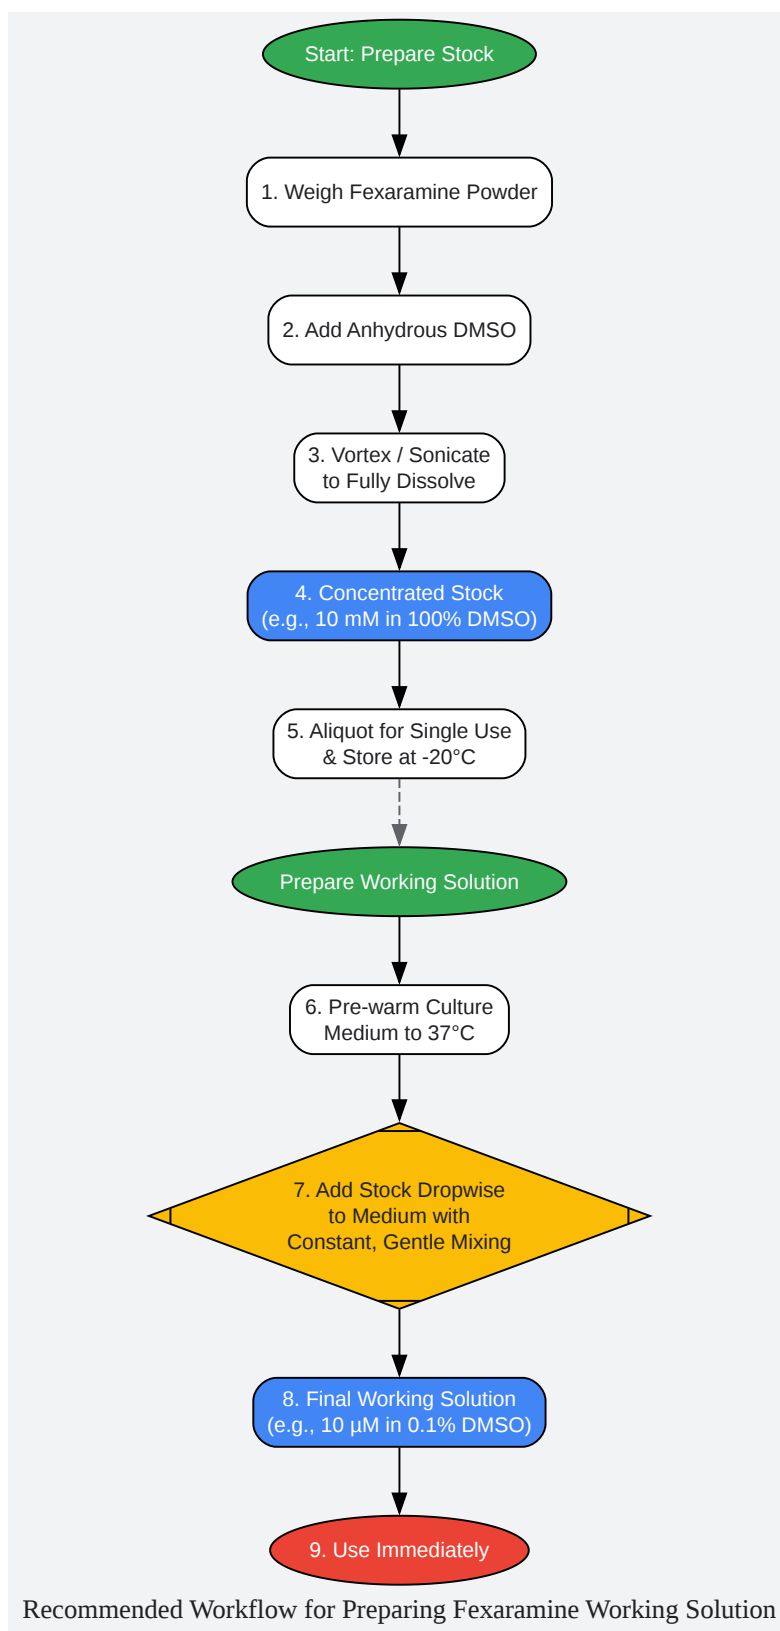 Start: Prepare Stock
1. Weigh Fexaramine Powder
2. Add Anhydrous DMSO
3. Vortex / Sonicate
to Fully Dissolve
4. Concentrated Stock
(e.g., 10 mM in 100% DMSO)
5. Aliquot for Single Use
& Store at -20°C
Prepare Working Solution
6. Pre-warm Culture
Medium to 37°C
7. Add Stock Dropwise
to Medium with
Constant, Gentle Mixing
8. Final Working Solution
(e.g., 10 µM in 0.1% DMSO)
9. Use Immediately
Recommended Workflow for Preparing Fexaramine Working Solution